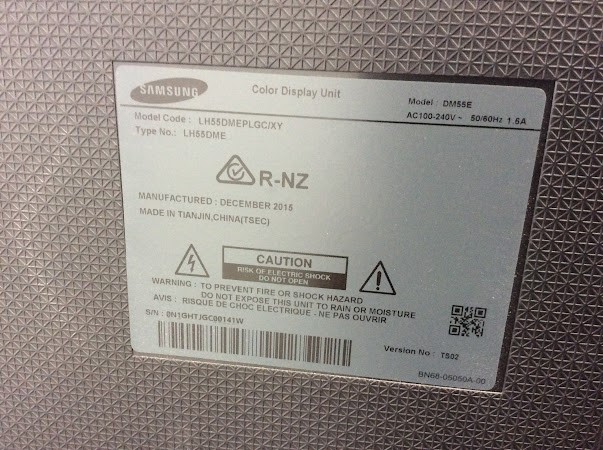 SAMSUNG
Color Display Unit
Model : DM55E
AC100-240V~ 50/60Hz 1.6A
Model Code : LH55DMEPLGC/XY
Type No.: LH55DME
R-NZ
MANUFACTURED : DECEMBER 2015
MADE IN TIANJIN,CHINA(TSEC)
CAUTION
RISK OF ELECTRIC SHOCK
DO NOT OPEN
WARNING : TO PREVENT FIRE OR SHOCK HAZARD
DO NOT EXPOSE THIS UNIT TO RAIN OR MOISTURE
AVIS : RISQUE DE CHOC ELECTRIQUE - NE PAS OUVRIR
S/N : 0N1GHTJGC00141W
Version No : TS02
BN68-05050A-00